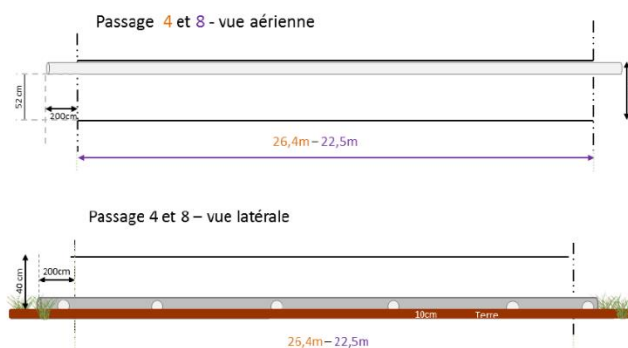 Passage 4 et 8 - vue aérienne
52 cm
200cm
26,4m – 22,5m
Passage 4 et 8 – vue latérale
200cm
40 cm
10cm Terre
26,4m – 22,5m